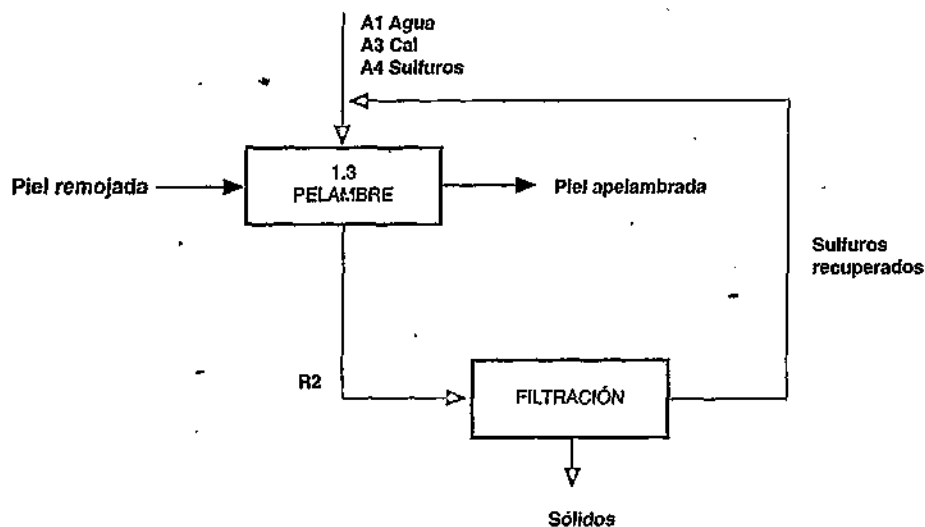 A1 Agua
A3 Cal
A4 Sulfuros
1.3
PELAMBRE
Piel remojada
Piel apelambrada
Sulfuros
recuperados
R2
FILTRACIÓN
Sólidos